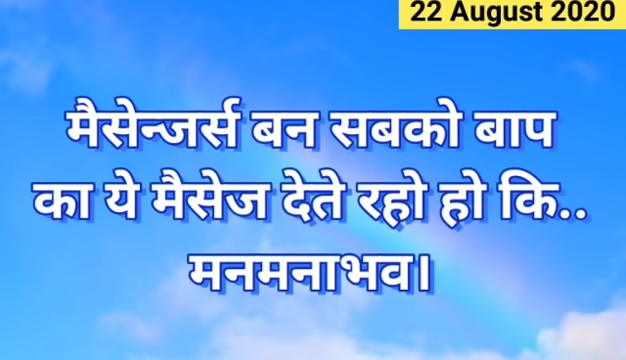 22 August 2020
मैसेन्जर्स बन सबको बाप
का ये मैसेज देते रहो हो कि..
मनमनाभव।